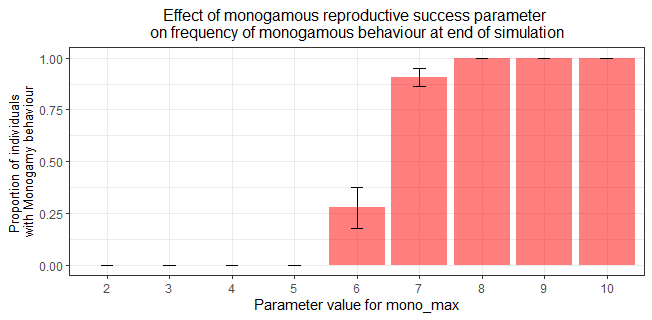 Effect of monogamous reproductive success parameter
on frequency of monogamous behaviour at end of simulation
Proportion of individuals
with Monogamy behaviour
1.00
0.75
0.50
0.25
0.00
2 3 4 5 6 7 8 9 10
Parameter value for mono_max